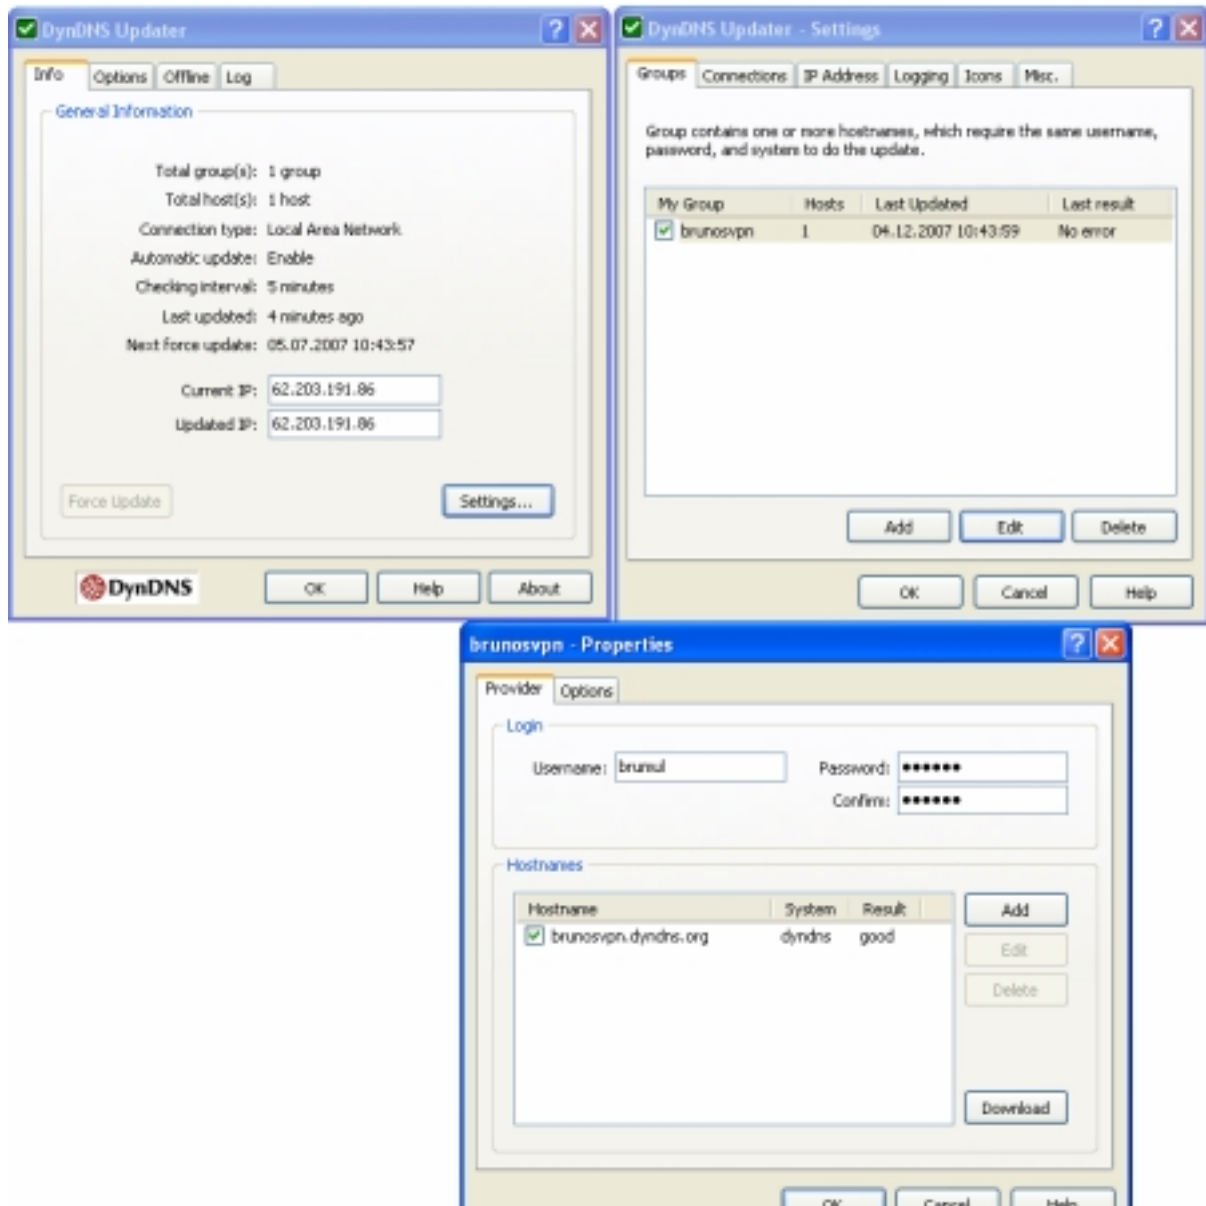 DynDNS Updater
Info Options Offline Log
General Information
Total group(s): 1 group
Total host(s): 1 host
Connection type: Local Area Network
Automatic update: Enable
Checking interval: 5 minutes
Last updated: 4 minutes ago
Next force update: 05.07.2007 10:43:57
Current IP: 62.203.191.86
Updated IP: 62.203.191.86
Force Update Settings...
DynDNS OK Help About
DynDNS Updater - Settings
Groups Connections IP Address Logging Icons Misc.
Group contains one or more hostnames, which require the same username,
password, and system to do the update.
My Group Hosts Last Updated Last result
brunosvpn 1 04.12.2007 10:43:59 No error
Add Edit Delete
OK Cancel Help
brunosvpn - Properties
Provider Options
Login
Username: brumul Password: ••••••
Confirm: ••••••
Hostnames
Hostname System Result Add
brunosvpn.dyndns.org dyndns good
Edit
Delete
Download
OK Cancel Help